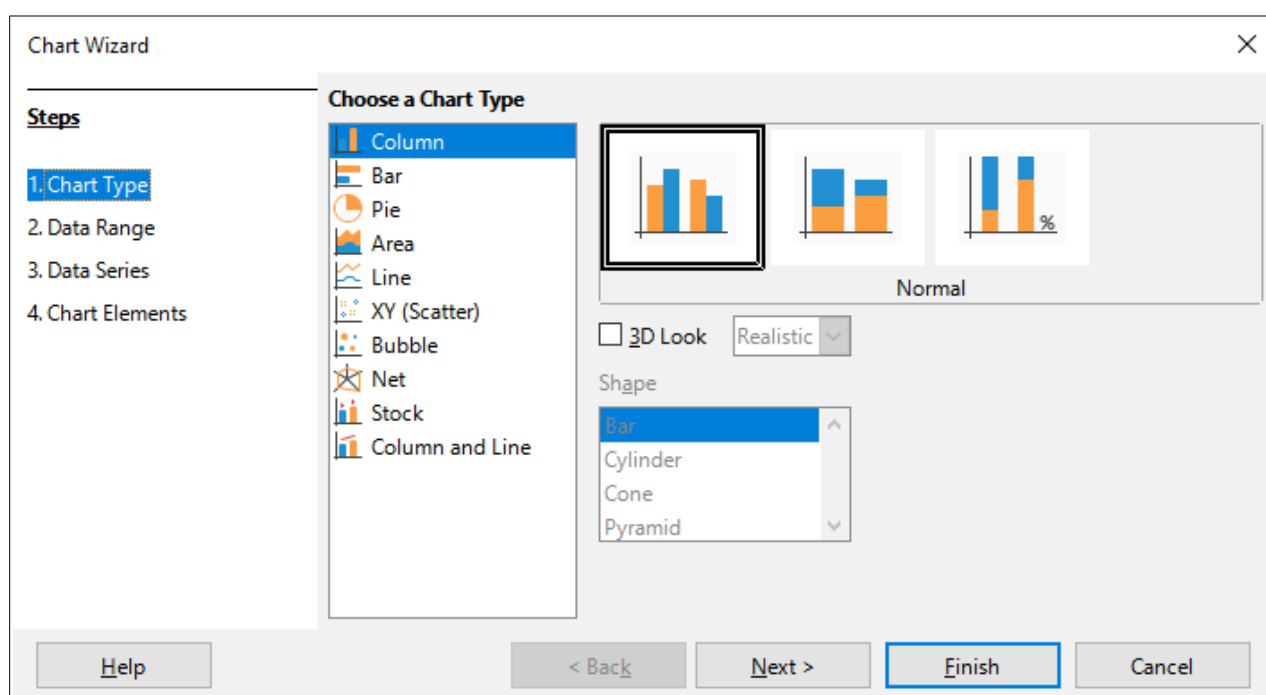 Chart Wizard
Steps
1. Chart Type
2. Data Range
3. Data Series
4. Chart Elements
Choose a Chart Type
Column
Bar
Pie
Area
Line
XY (Scatter)
Bubble
Net
Stock
Column and Line
%
Normal
3D Look Realistic
Shape
Bar
Cylinder
Cone
Pyramid
Help < Back Next > Finish Cancel